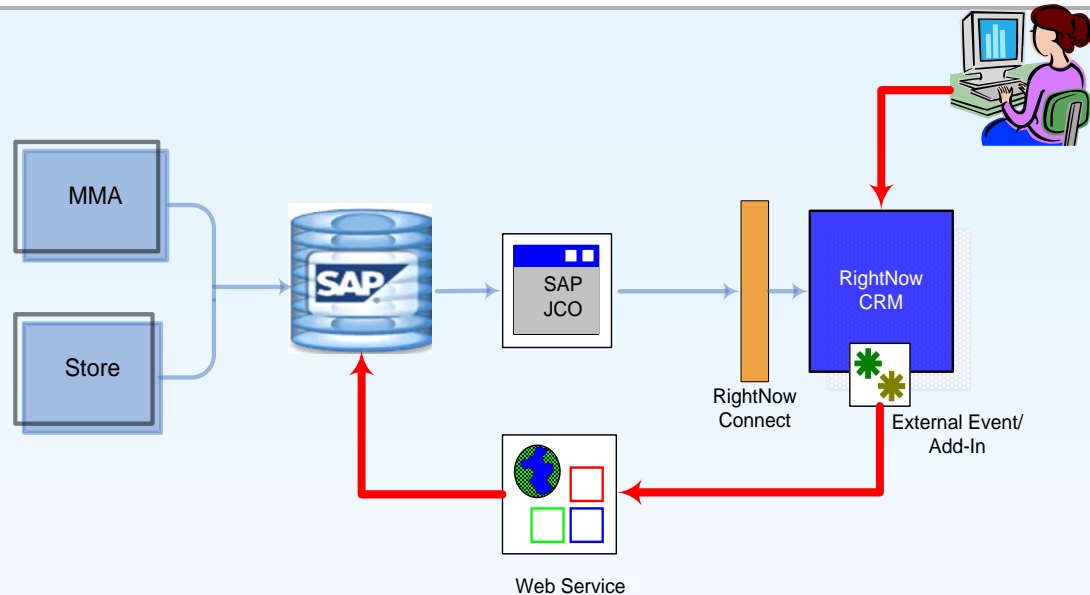 MMA
Store
SAP
SAP
JCO
RightNow
Connect
RightNow
CRM
External Event/
Add-In
Web Service